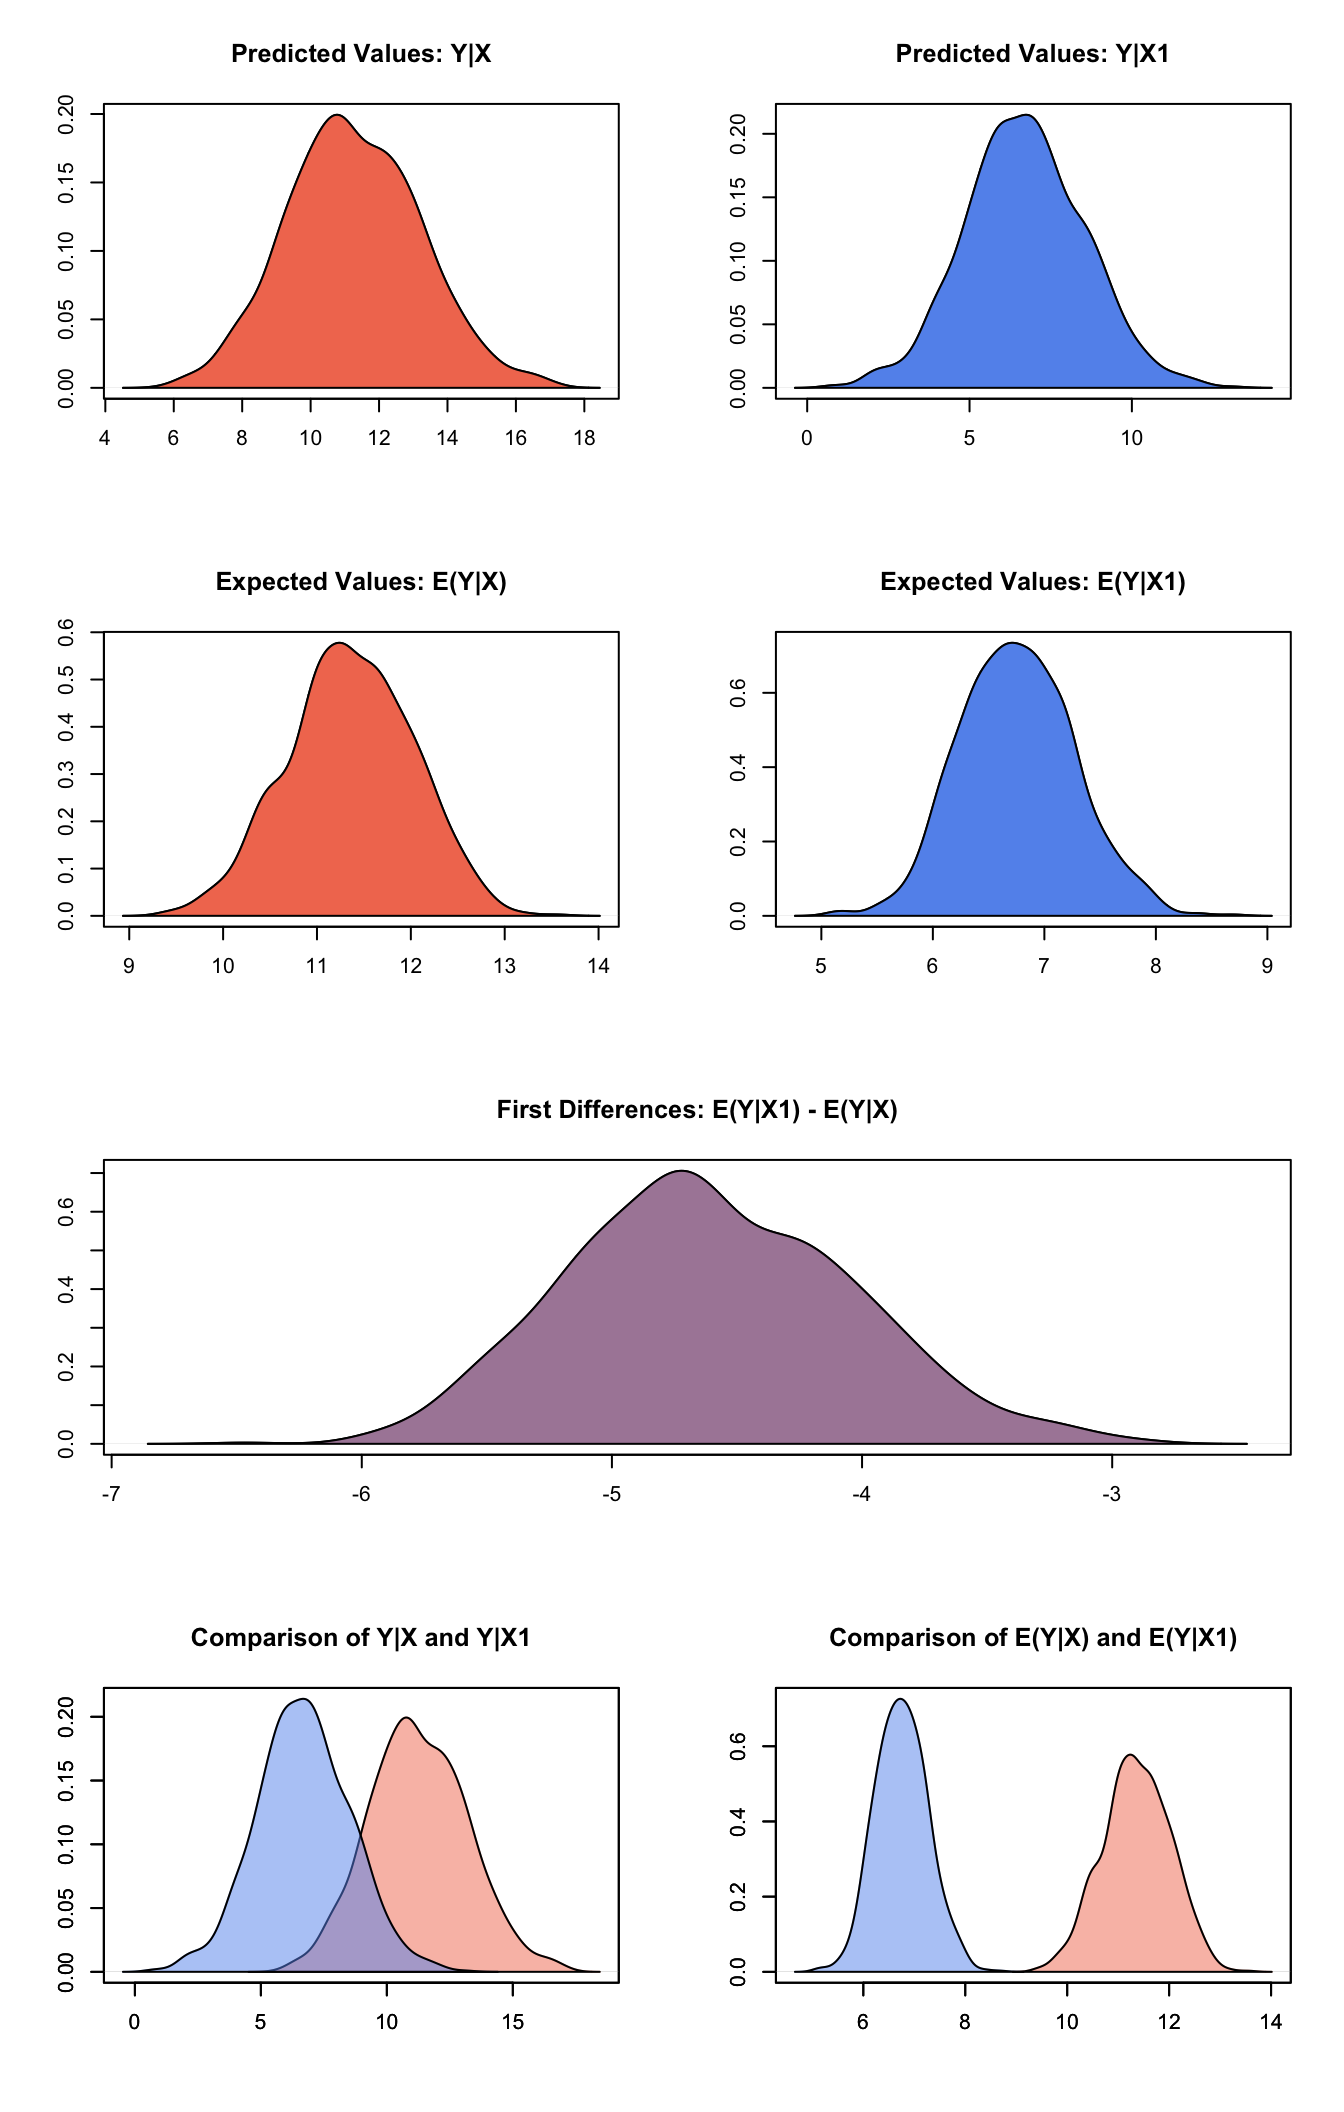 Predicted Values: Y|X
0.00 0.05 0.10 0.15 0.20
4 6 8 10 12 14 16 18
Predicted Values: Y|X1
0.00 0.05 0.10 0.15 0.20
0 5 10
Expected Values: E(Y|X)
0.0 0.1 0.2 0.3 0.4 0.5 0.6
9 10 11 12 13 14
Expected Values: E(Y|X1)
0.0 0.2 0.4 0.6
5 6 7 8 9
First Differences: E(Y|X1) - E(Y|X)
0.0 0.2 0.4 0.6
-7 -6 -5 -4 -3
Comparison of Y|X and Y|X1
0.00 0.05 0.10 0.15 0.20
0 5 10 15
Comparison of E(Y|X) and E(Y|X1)
0.0 0.2 0.4 0.6
6 8 10 12 14